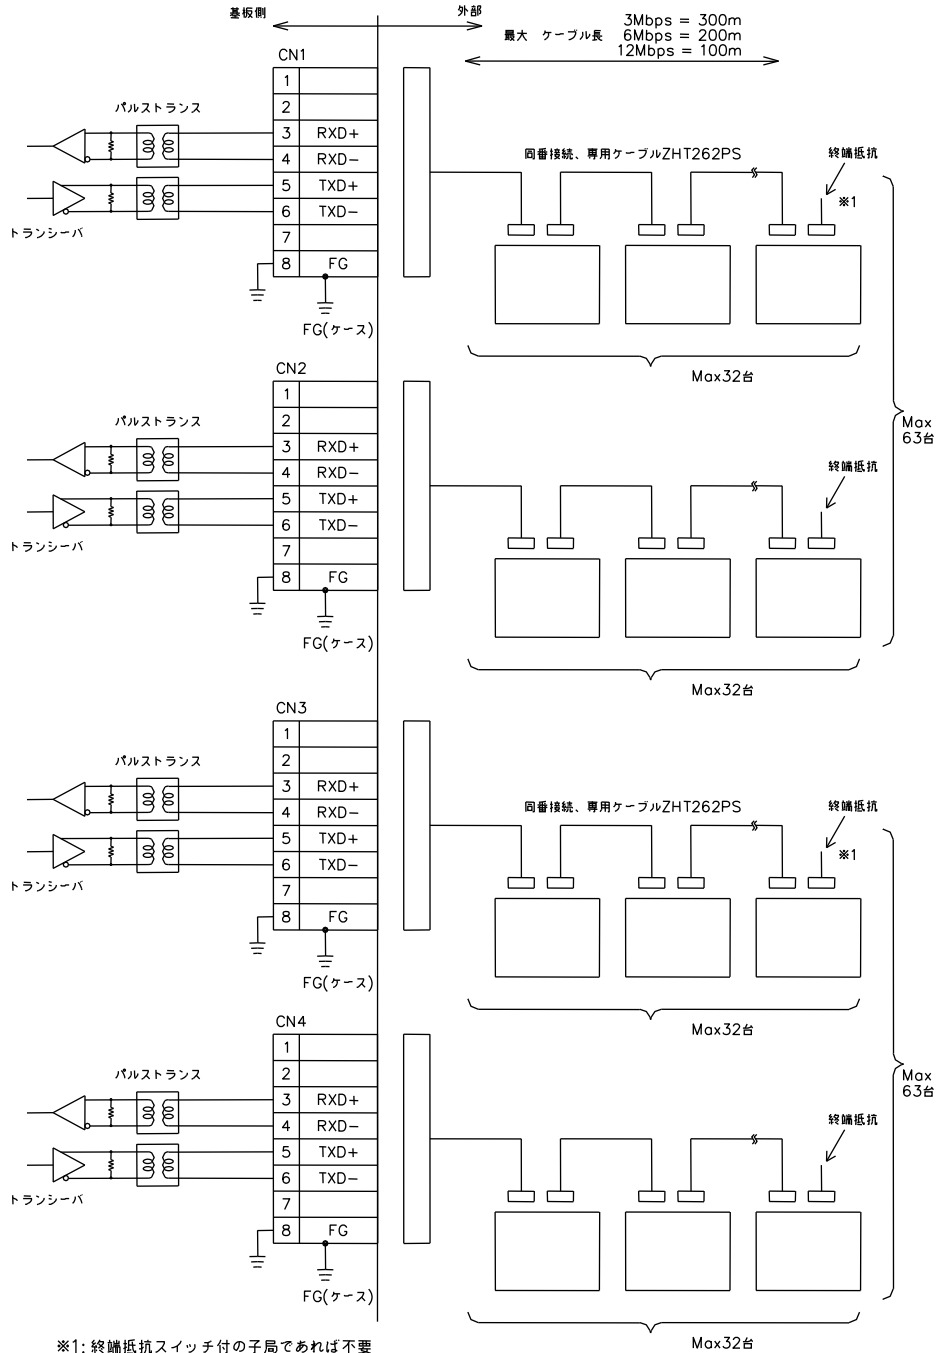 基板側
外部
最大 ケーブル長
3Mbps = 300m
6Mbps = 200m
12Mbps = 100m
CN1
1
2
3 RXD+
4 RXD−
5 TXD+
6 TXD−
7
8 FG
パルストランス
トランシーバ
FG(ケース)
同番接続、専用ケーブルZHT262PS
終端抵抗
※1
Max32台
CN2
1
2
3 RXD+
4 RXD−
5 TXD+
6 TXD−
7
8 FG
パルストランス
トランシーバ
FG(ケース)
終端抵抗
Max32台
Max
63台
CN3
1
2
3 RXD+
4 RXD−
5 TXD+
6 TXD−
7
8 FG
パルストランス
トランシーバ
FG(ケース)
同番接続、専用ケーブルZHT262PS
終端抵抗
※1
Max32台
CN4
1
2
3 RXD+
4 RXD−
5 TXD+
6 TXD−
7
8 FG
パルストランス
トランシーバ
FG(ケース)
終端抵抗
Max32台
Max
63台
※1: 終端抵抗スイッチ付の子局であれば不要